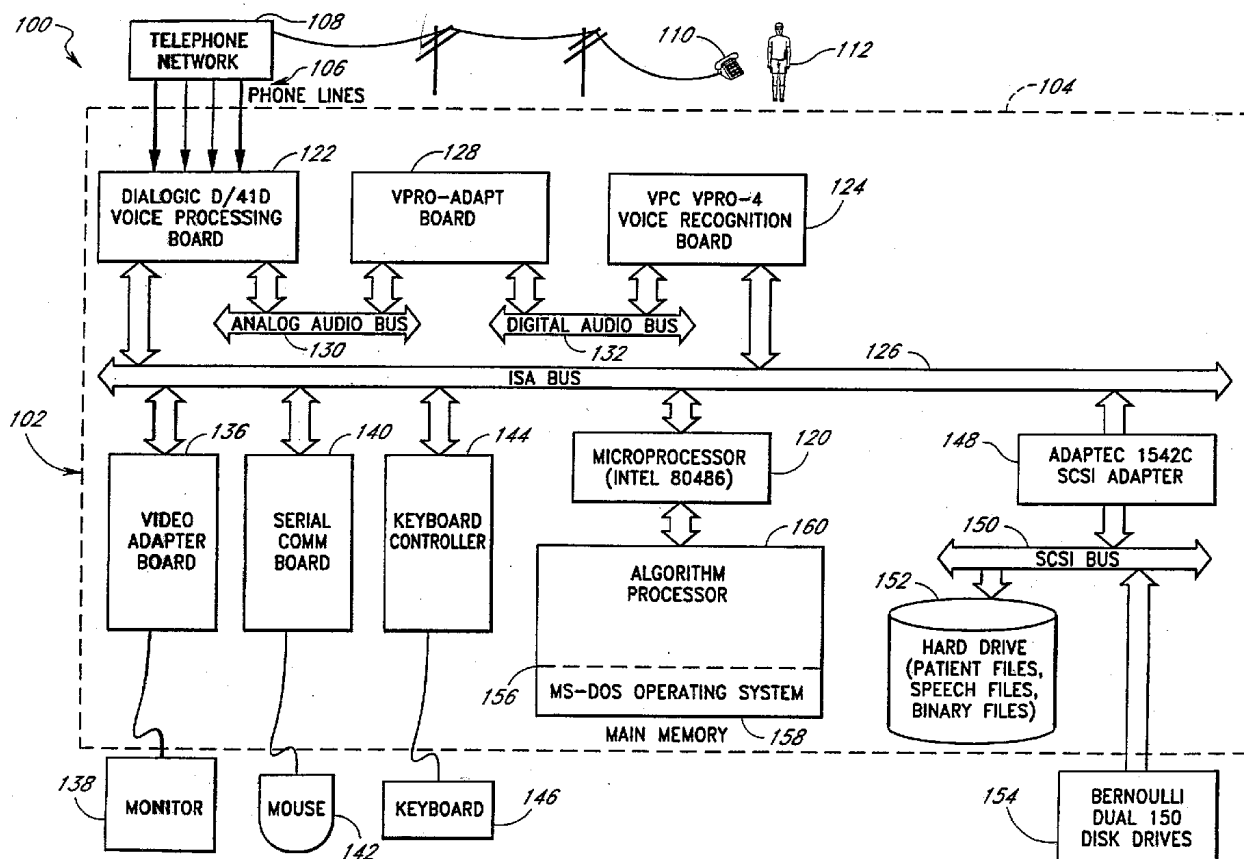 100
108
TELEPHONE
NETWORK
106
PHONE LINES
110
112
104
122
DIALOGIC D/41D
VOICE PROCESSING
BOARD
128
VPRO-ADAPT
BOARD
VPC VPRO-4
VOICE RECOGNITION
BOARD
124
ANALOG AUDIO BUS
130
DIGITAL AUDIO BUS
132
126
ISA BUS
102
136
VIDEO
ADAPTER
BOARD
140
SERIAL
COMM
BOARD
144
KEYBOARD
CONTROLLER
MICROPROCESSOR
(INTEL 80486)
120
148
ADAPTEC 1542C
SCSI ADAPTER
160
ALGORITHM
PROCESSOR
156
MS-DOS OPERATING SYSTEM
MAIN MEMORY
158
150
SCSI BUS
152
HARD DRIVE
(PATIENT FILES,
SPEECH FILES,
BINARY FILES)
138
MONITOR
MOUSE
142
KEYBOARD
146
154
BERNOULLI
DUAL 150
DISK DRIVES